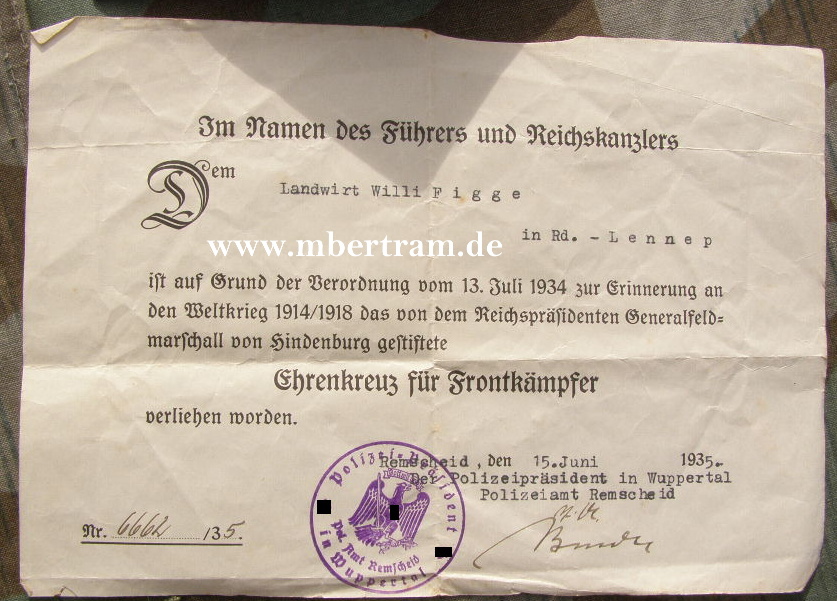 Im Namen des Führers und Reichskanzlers
Dem
Landwirt Willi Figge
in Rd. - Lennep
www.mbertram.de
ist auf Grund der Verordnung vom 13. Juli 1934 zur Erinnerung an
den Weltkrieg 1914/1918 das von dem Reichspräsidenten Generalfeld=
marschall von Hindenburg gestiftete
Ehrenkreuz für Frontkämpfer
verliehen worden.
Remscheid, den 15. Juni 1935.
Der Polizeipräsident in Wuppertal
Polizeiamt Remscheid
Nr. 6662 /35.
Polizei-Präsident
in Wuppertal
Pol. Amt Remscheid